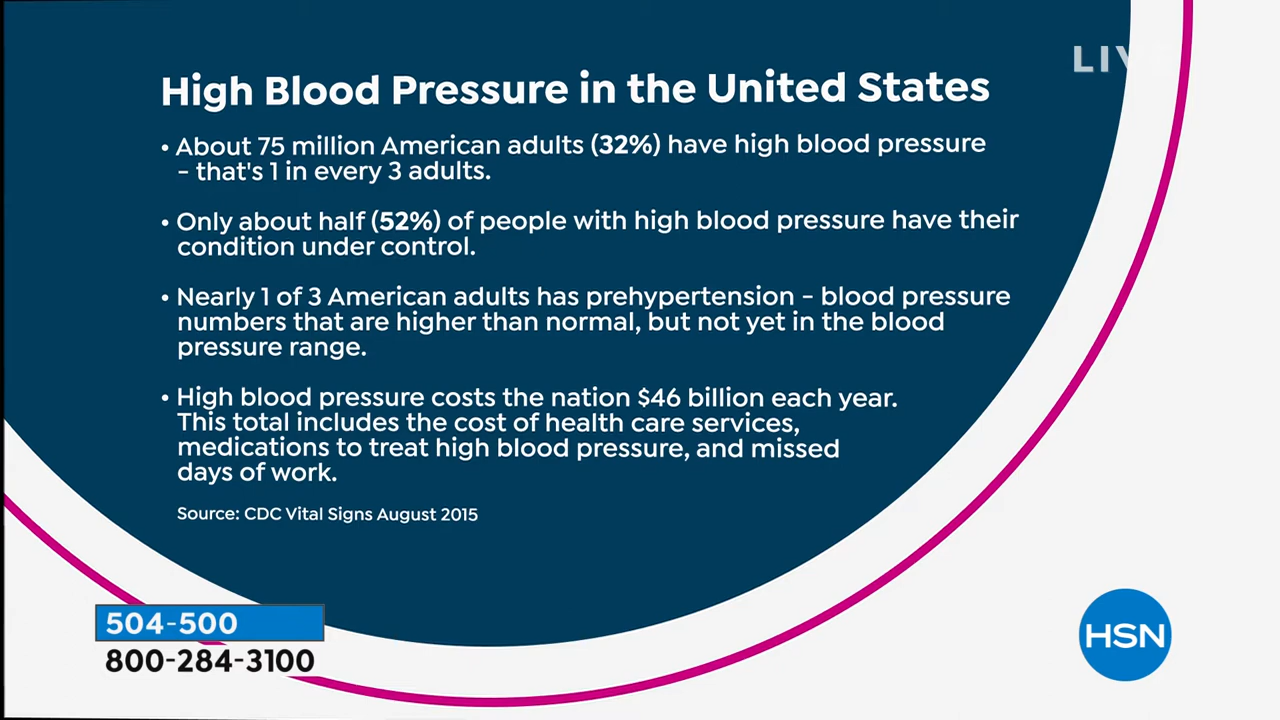 LIVE
High Blood Pressure in the United States
• About 75 million American adults (32%) have high blood pressure
- that's 1 in every 3 adults.
• Only about half (52%) of people with high blood pressure have their
condition under control.
• Nearly 1 of 3 American adults has prehypertension - blood pressure
numbers that are higher than normal, but not yet in the blood
pressure range.
• High blood pressure costs the nation $46 billion each year.
This total includes the cost of health care services,
medications to treat high blood pressure, and missed
days of work.
Source: CDC Vital Signs August 2015
504-500
800-284-3100
HSN